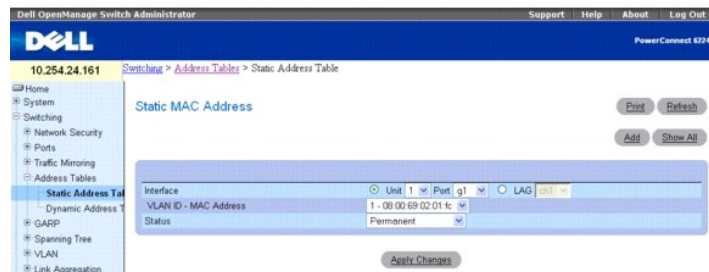 Dell OpenManage Switch Administrator
Support Help About Log Out
DELL
PowerConnect 6224
10.254.24.161
Switching > Address Tables > Static Address Table
Home
System
Switching
Network Security
Ports
Traffic Mirroring
Address Tables
Static Address Tal
Dynamic Address T
GARP
Spanning Tree
VLAN
Link Aggregation
Static MAC Address
Print Refresh
Add Show All
Interface Unit 1 Port g1 LAG ch1
VLAN ID - MAC Address 1 - 08:00:69:02:01 fc
Status Permanent
Apply Changes